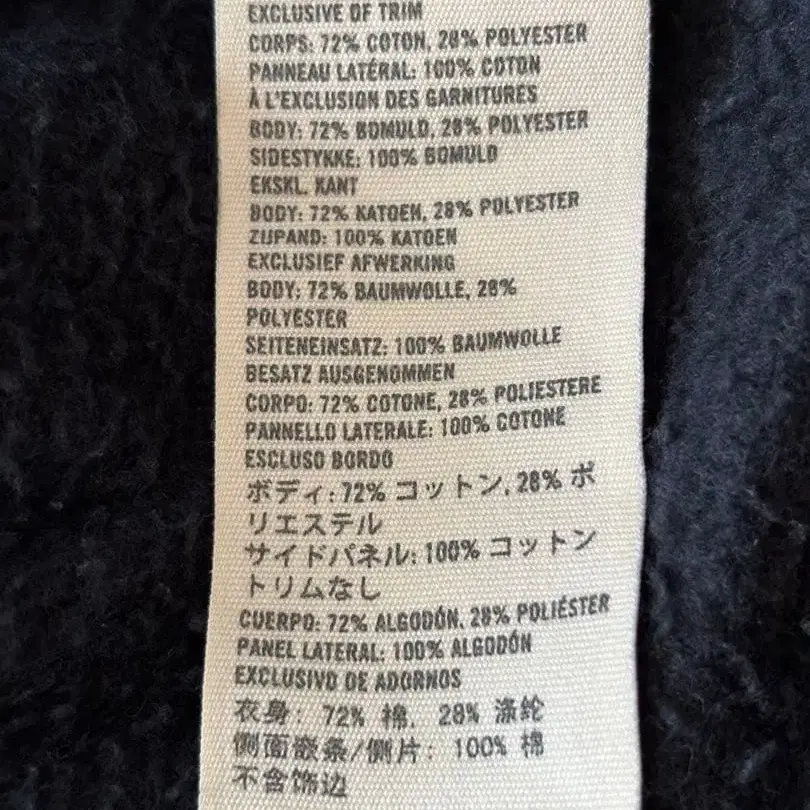 EXCLUSIVE OF TRIM
CORPS: 72% COTON, 28% POLYESTER
PANNEAU LATÉRAL: 100% COTON
À L'EXCLUSION DES GARNITURES
BODY: 72% BOMULD, 28% POLYESTER
SIDESTYKKE: 100% BOMULD
EKSKL. KANT
BODY: 72% KATOEN, 28% POLYESTER
ZIJPAND: 100% KATOEN
EXCLUSIEF AFWERKING
BODY: 72% BAUMWOLLE, 28%
POLYESTER
SEITENEINSATZ: 100% BAUMWOLLE
BESATZ AUSGENOMMEN
CORPO: 72% COTONE, 28% POLIESTERE
PANNELLO LATERALE: 100% COTONE
ESCLUSO BORDO
ボディ: 72% コットン, 28% ポ
リエステル
サイドパネル: 100% コットン
トリムなし
CUERPO: 72% ALGODÓN, 28% POLIÉSTER
PANEL LATERAL: 100% ALGODÓN
EXCLUSIVO DE ADORNOS
衣身: 72% 棉, 28% 涤纶
侧面嵌条/侧片: 100% 棉
不含饰边